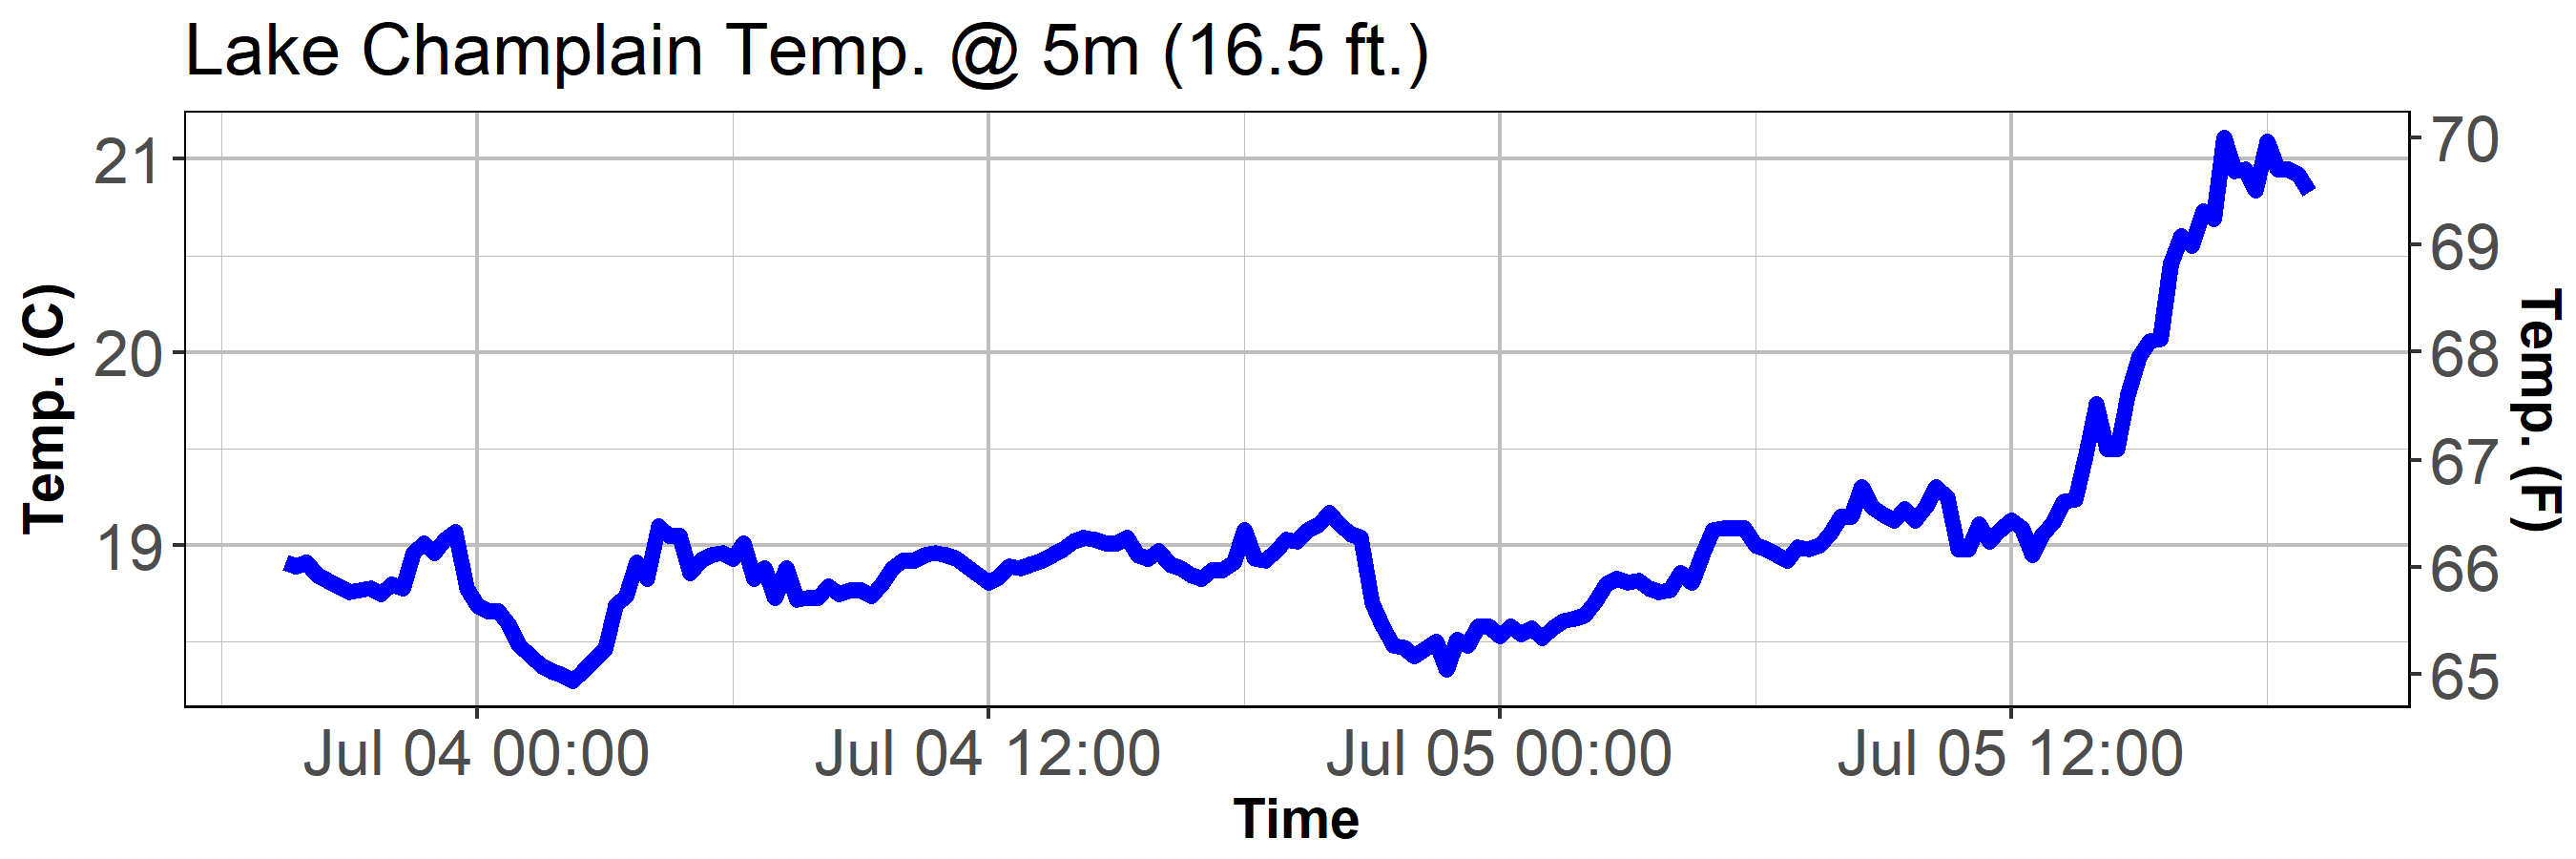 Lake Champlain Temp. @ 5m (16.5 ft.)
21
20
19
Temp. (C)
70
69
68
67
66
65
Temp. (F)
Jul 04 00:00 Jul 04 12:00 Jul 05 00:00 Jul 05 12:00
Time